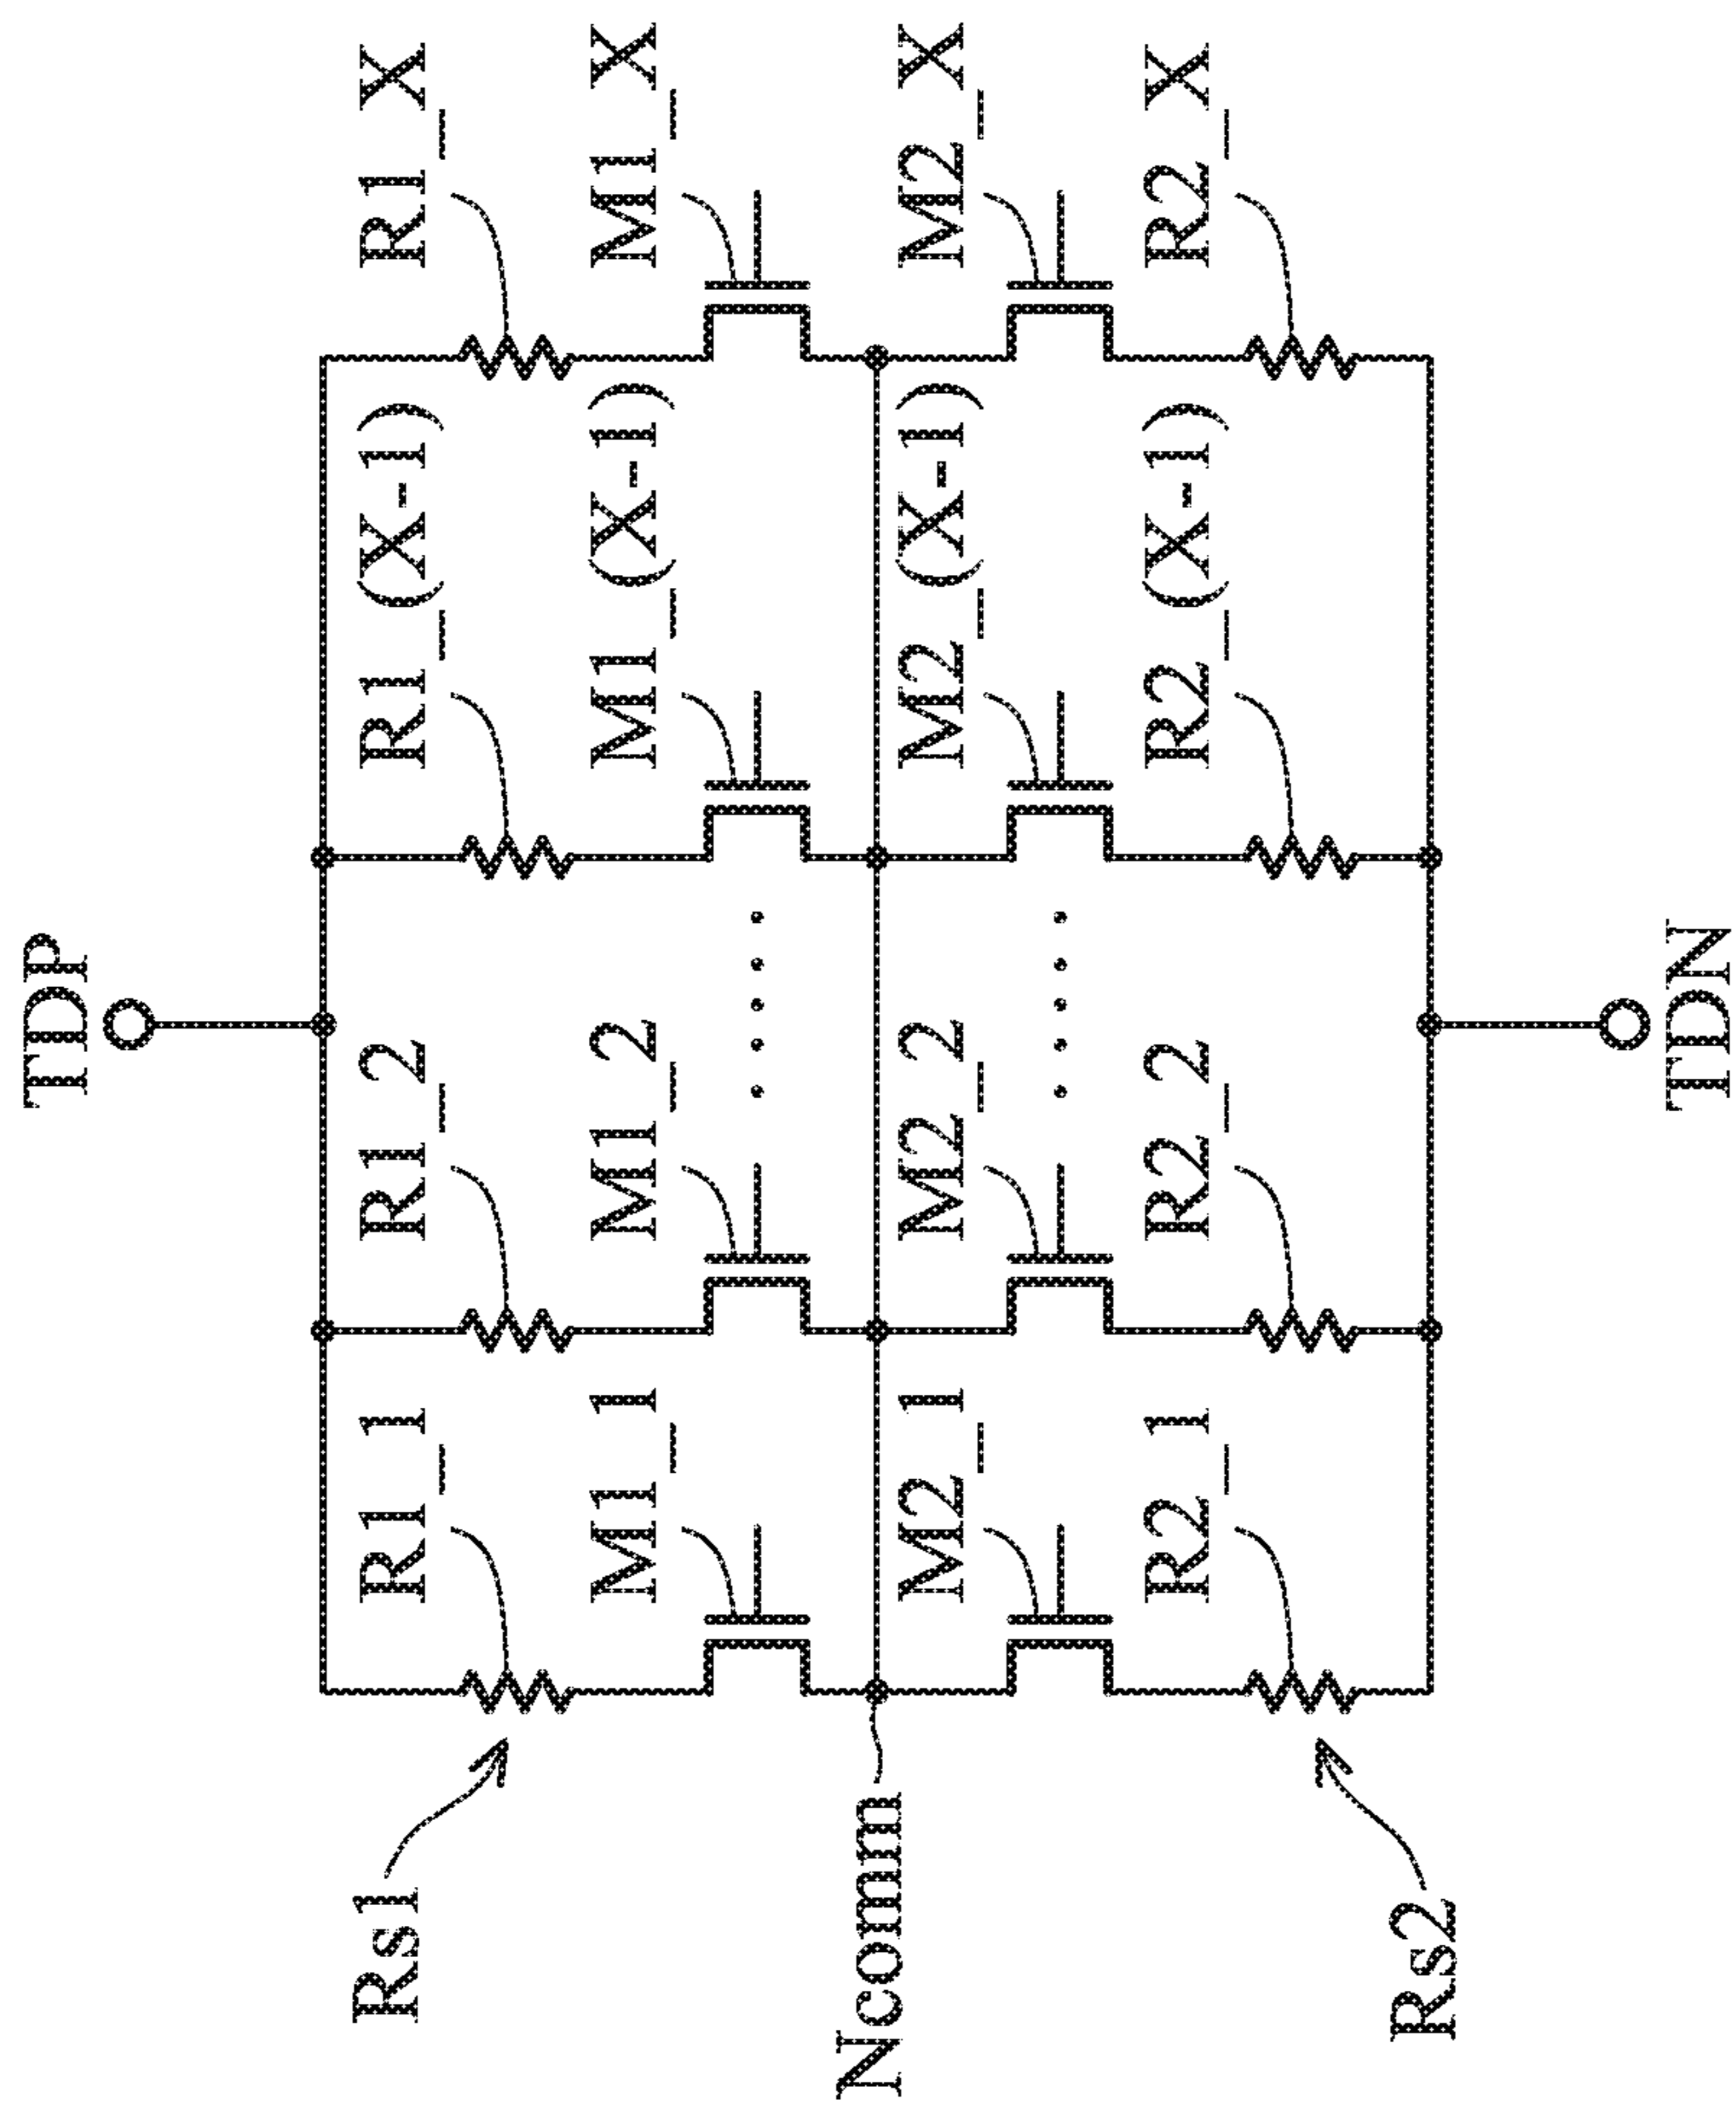 TDP
R1_1
R1_2
R1_(X-1)
R1_X
Rs1
M1_1
M1_2
M1_(X-1)
M1_X
Ncomm
M2_1
M2_2
M2_(X-1)
M2_X
R2_1
R2_2
R2_(X-1)
R2_X
Rs2
TDN